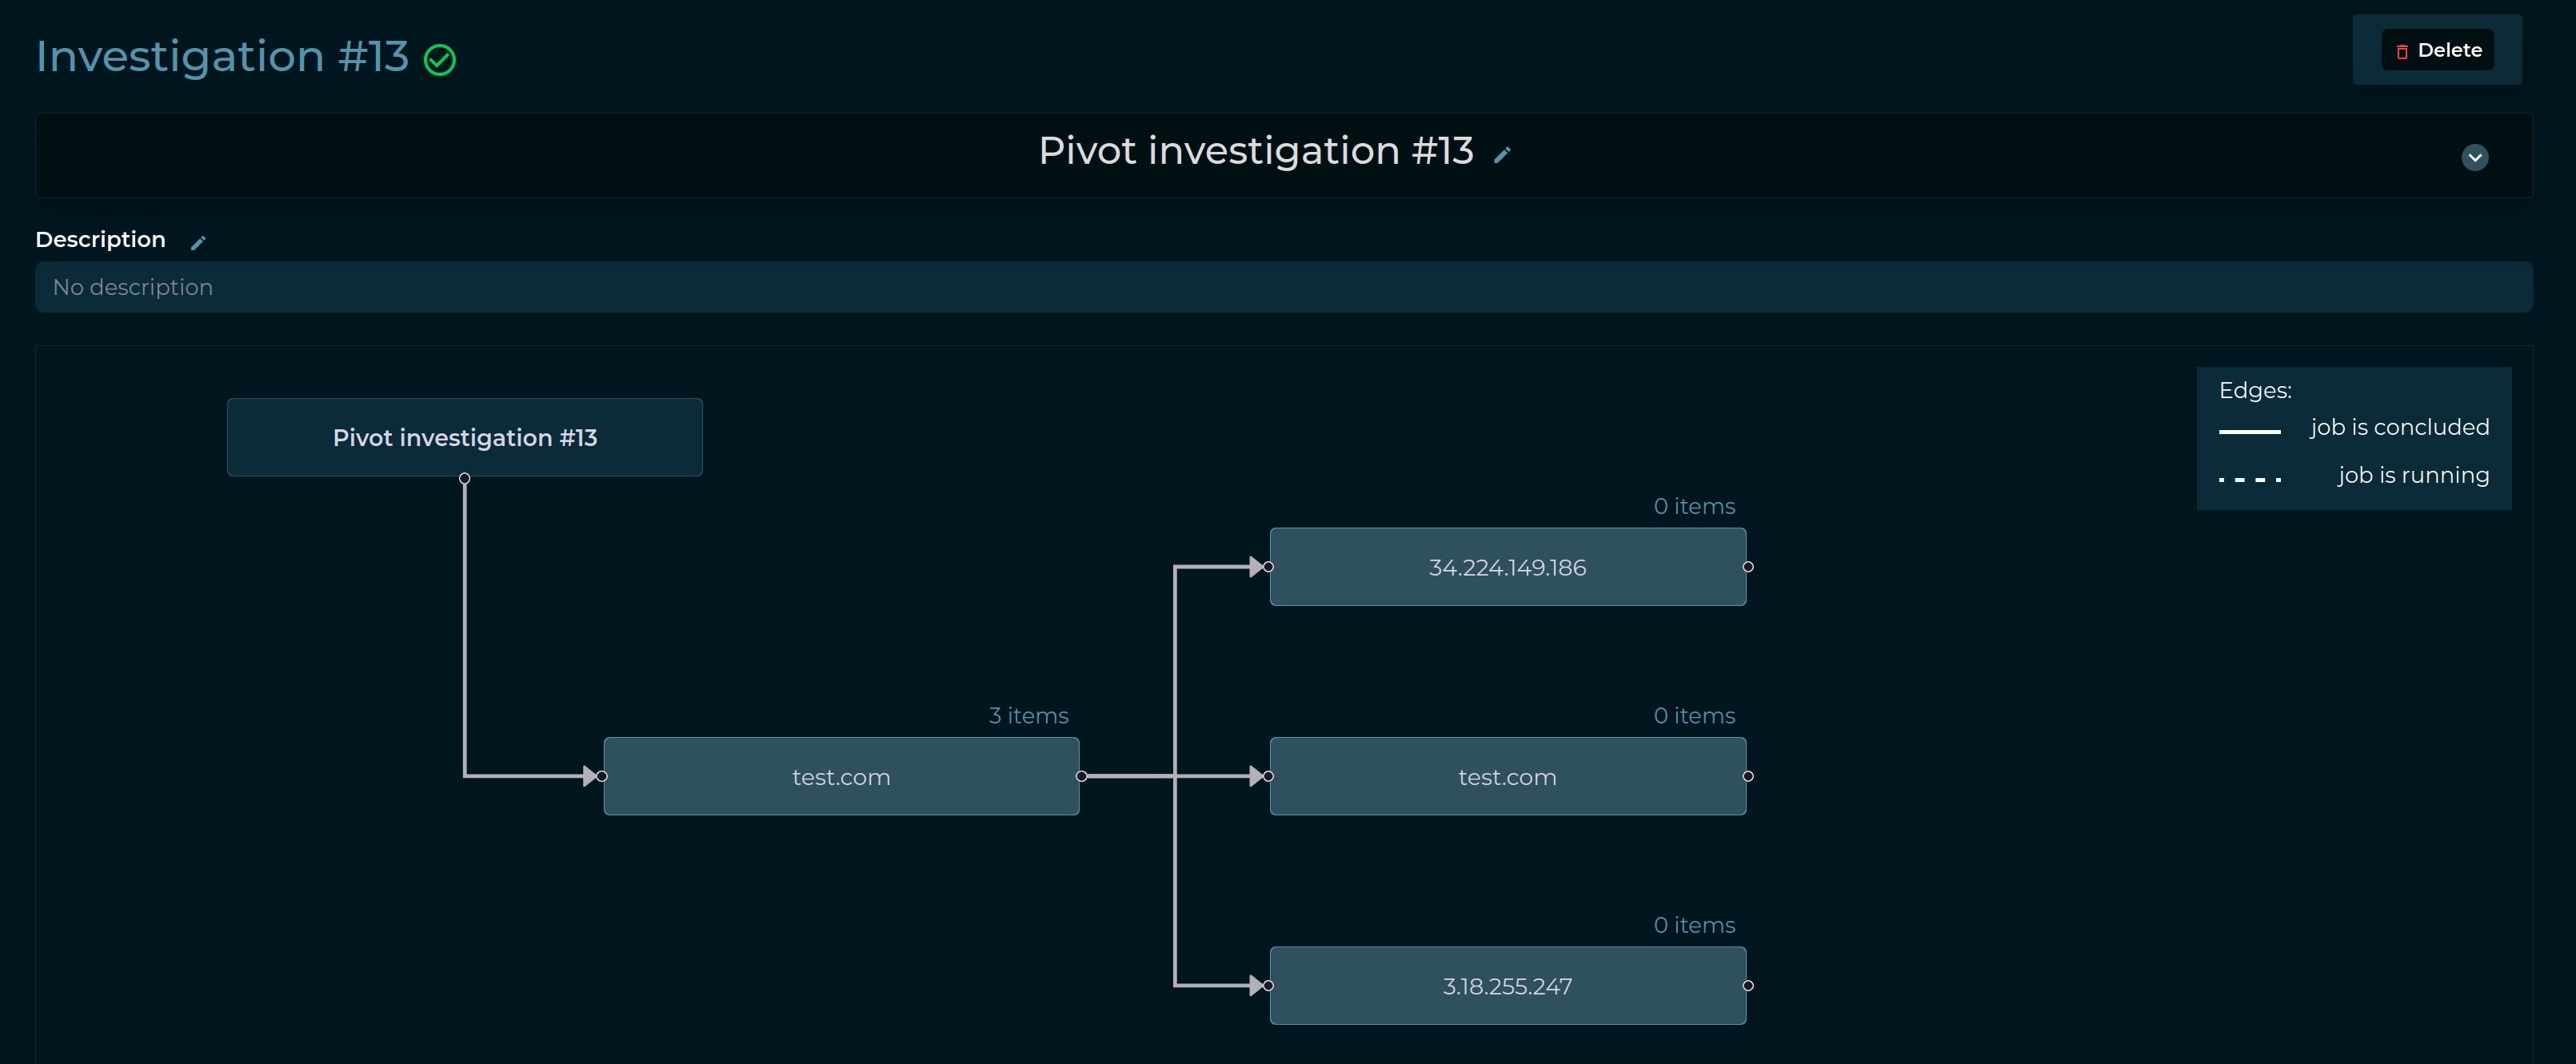 Investigation #13
Delete
Pivot investigation #13
Description
No description
Edges:
job is concluded
job is running
Pivot investigation #13
0 items
34.224.149.186
3 items
0 items
test.com
test.com
0 items
3.18.255.247